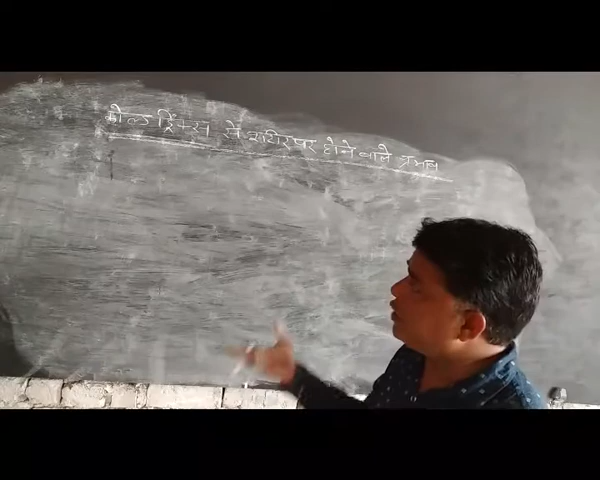 कोल्ड ड्रिंक्स से शरिर पर होने वाले प्रभाव